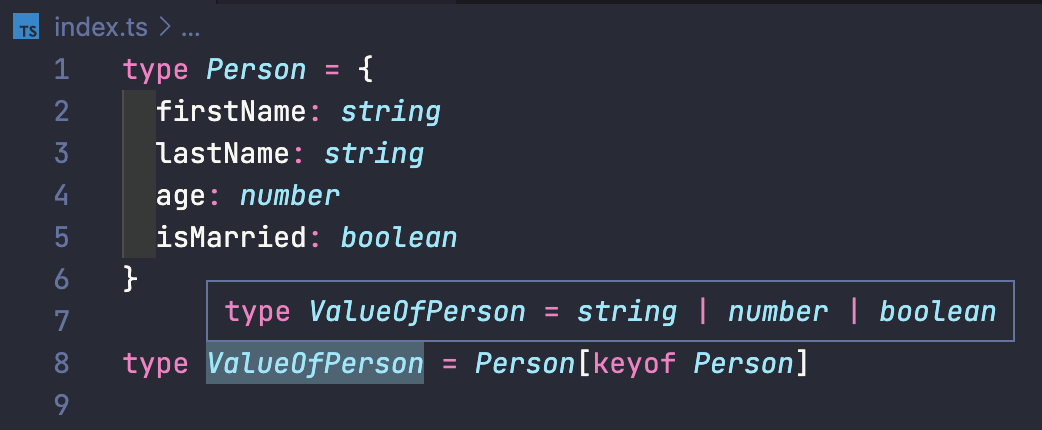 TS index.ts > ...
1 type Person = {
2 firstName: string
3 lastName: string
4 age: number
5 isMarried: boolean
6 }
7 type ValueOfPerson = string | number | boolean
8 type ValueOfPerson = Person[keyof Person]
9